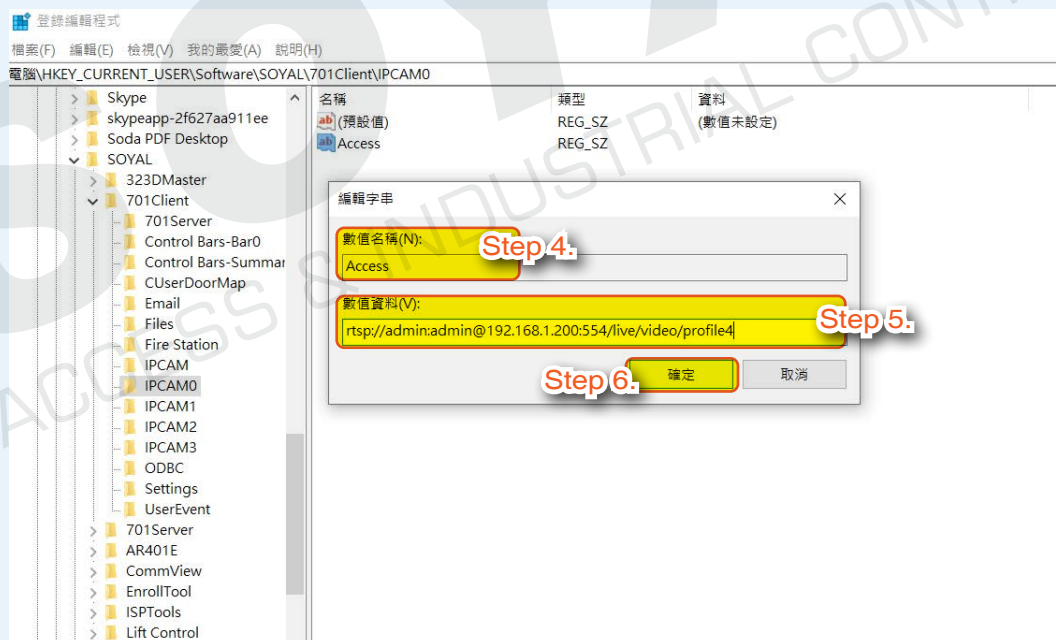 登錄編輯程式
檔案(F) 編輯(E) 檢視(V) 我的最愛(A) 說明(H)
電腦\HKEY_CURRENT_USER\Software\SOYAL\701Client\IPCAM0
Skype
skypeapp-2f627aa911ee
Soda PDF Desktop
SOYAL
323DMaster
701Client
701Server
Control Bars-Bar0
Control Bars-Summar
CUserDoorMap
Email
Files
Fire Station
IPCAM
IPCAM0
IPCAM1
IPCAM2
IPCAM3
ODBC
Settings
UserEvent
701Server
AR401E
CommView
EnrollTool
ISPTools
Lift Control
名稱 類型 資料
ab (預設值) REG_SZ (數值未設定)
ab Access REG_SZ
編輯字串
數值名稱(N):
Step 4.
Access
數值資料(V):
Step 5.
rtsp://admin:admin@192.168.1.200:554/live/video/profile4
Step 6.
確定 取消
ACCESS & INDUSTRIAL CONTR